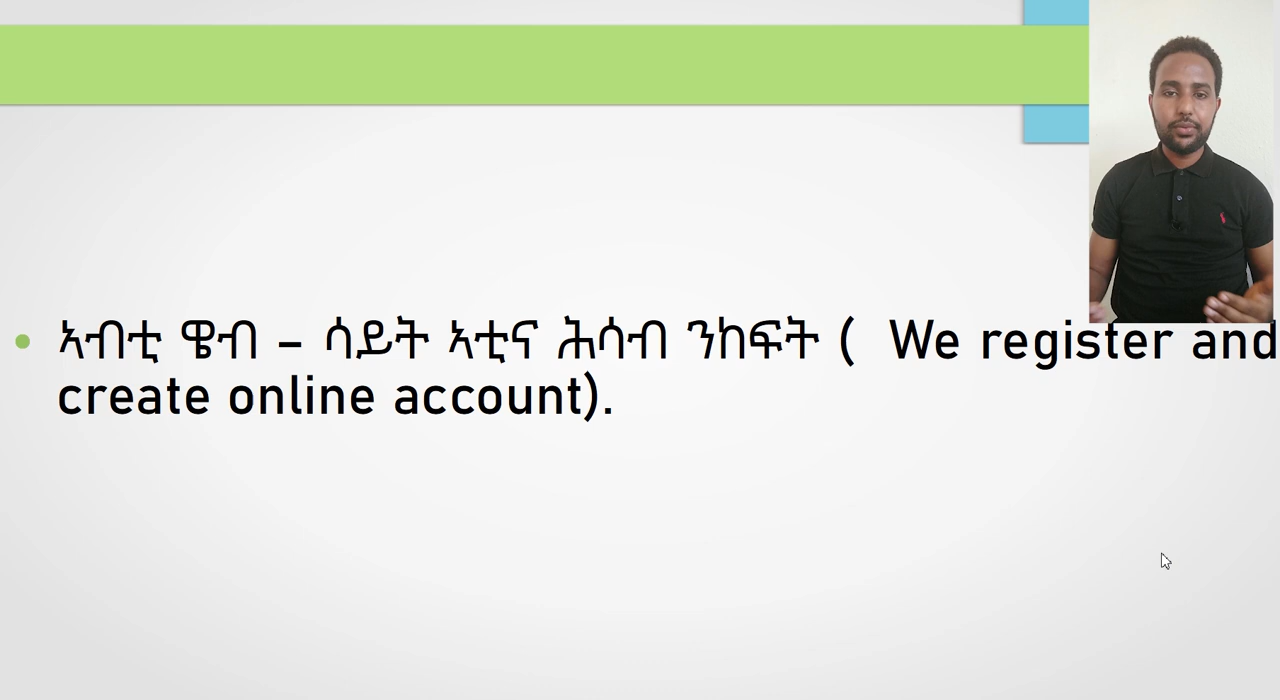 ኣብቲ ዌብ – ሳይት ኣቲና ሕሳብ ንከፍት ( We register and
create online account).